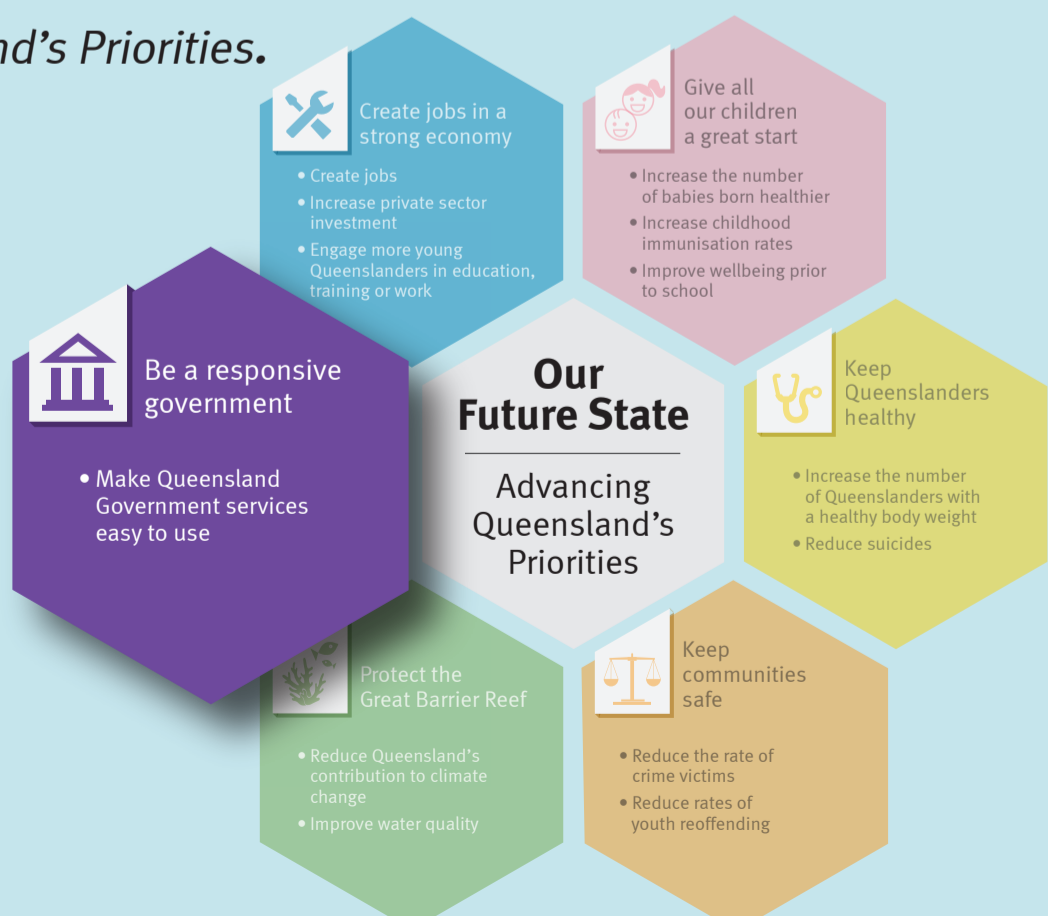 nd's Priorities.
Create jobs in a
strong economy
• Create jobs
• Increase private sector
investment
• Engage more young
Queenslanders in education,
training or work
Give all
our children
a great start
• Increase the number
of babies born healthier
• Increase childhood
immunisation rates
• Improve wellbeing prior
to school
Be a responsive
government
• Make Queensland
Government services
easy to use
Our
Future State
Advancing
Queensland's
Priorities
Keep
Queenslanders
healthy
• Increase the number
of Queenslanders with
a healthy body weight
• Reduce suicides
Protect the
Great Barrier Reef
• Reduce Queensland's
contribution to climate
change
• Improve water quality
Keep
communities
safe
• Reduce the rate of
crime victims
• Reduce rates of
youth reoffending